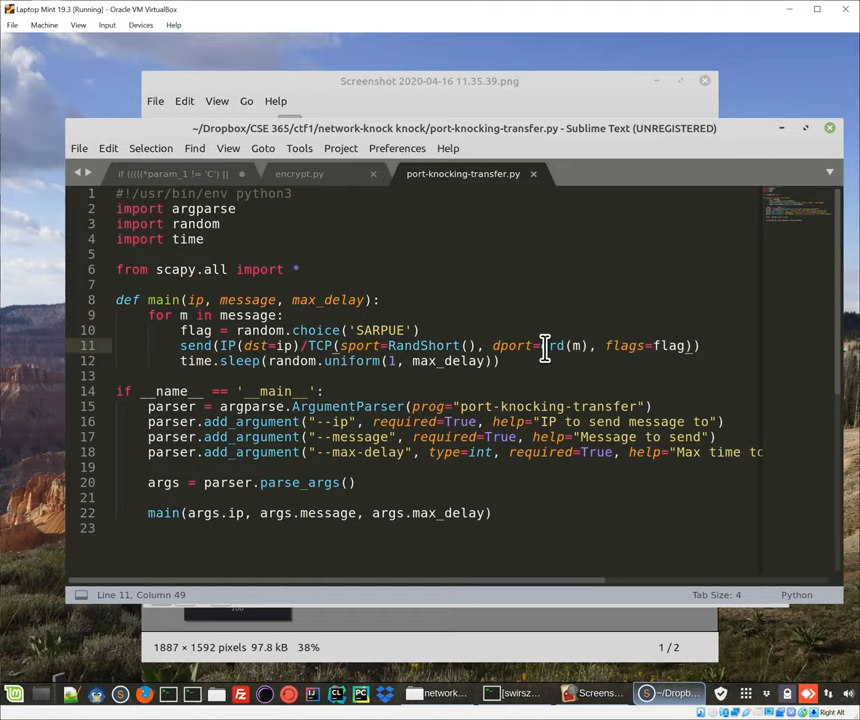 Laptop Mint 19.3 [Running] - Oracle VM VirtualBox
File Machine View Input Devices Help
Screenshot 2020-04-16 11.35.39.png
File Edit View Go Help
~/Dropbox/CSE 365/ctf1/network-knock knock/port-knocking-transfer.py - Sublime Text (UNREGISTERED)
File Edit Selection Find View Goto Tools Project Preferences Help
if (((((*param_1 != 'C') || encrypt.py port-knocking-transfer.py
1 #!/usr/bin/env python3
2 import argparse
3 import random
4 import time
5
6 from scapy.all import *
7
8 def main(ip, message, max_delay):
9 for m in message:
10 flag = random.choice('SARPUE')
11 send(IP(dst=ip)/TCP(sport=RandShort(), dport=ord(m), flags=flag))
12 time.sleep(random.uniform(1, max_delay))
13
14 if __name__ == '__main__':
15 parser = argparse.ArgumentParser(prog="port-knocking-transfer")
16 parser.add_argument("--ip", required=True, help="IP to send message to")
17 parser.add_argument("--message", required=True, help="Message to send")
18 parser.add_argument("--max-delay", type=int, required=True, help="Max time to
19
20 args = parser.parse_args()
21
22 main(args.ip, args.message, args.max_delay)
23
Line 11, Column 49 Tab Size: 4 Python
1887 × 1592 pixels 97.8 kB 38% 1 / 2
network... [swirsz... Screens... ~/Dropb...
Right Alt